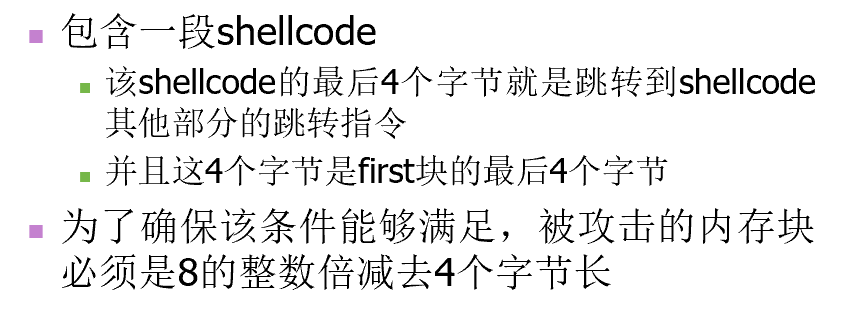 包含一段shellcode
该shellcode的最后4个字节就是跳转到shellcode
其他部分的跳转指令
并且这4个字节是first块的最后4个字节
为了确保该条件能够满足，被攻击的内存块
必须是8的整数倍减去4个字节长